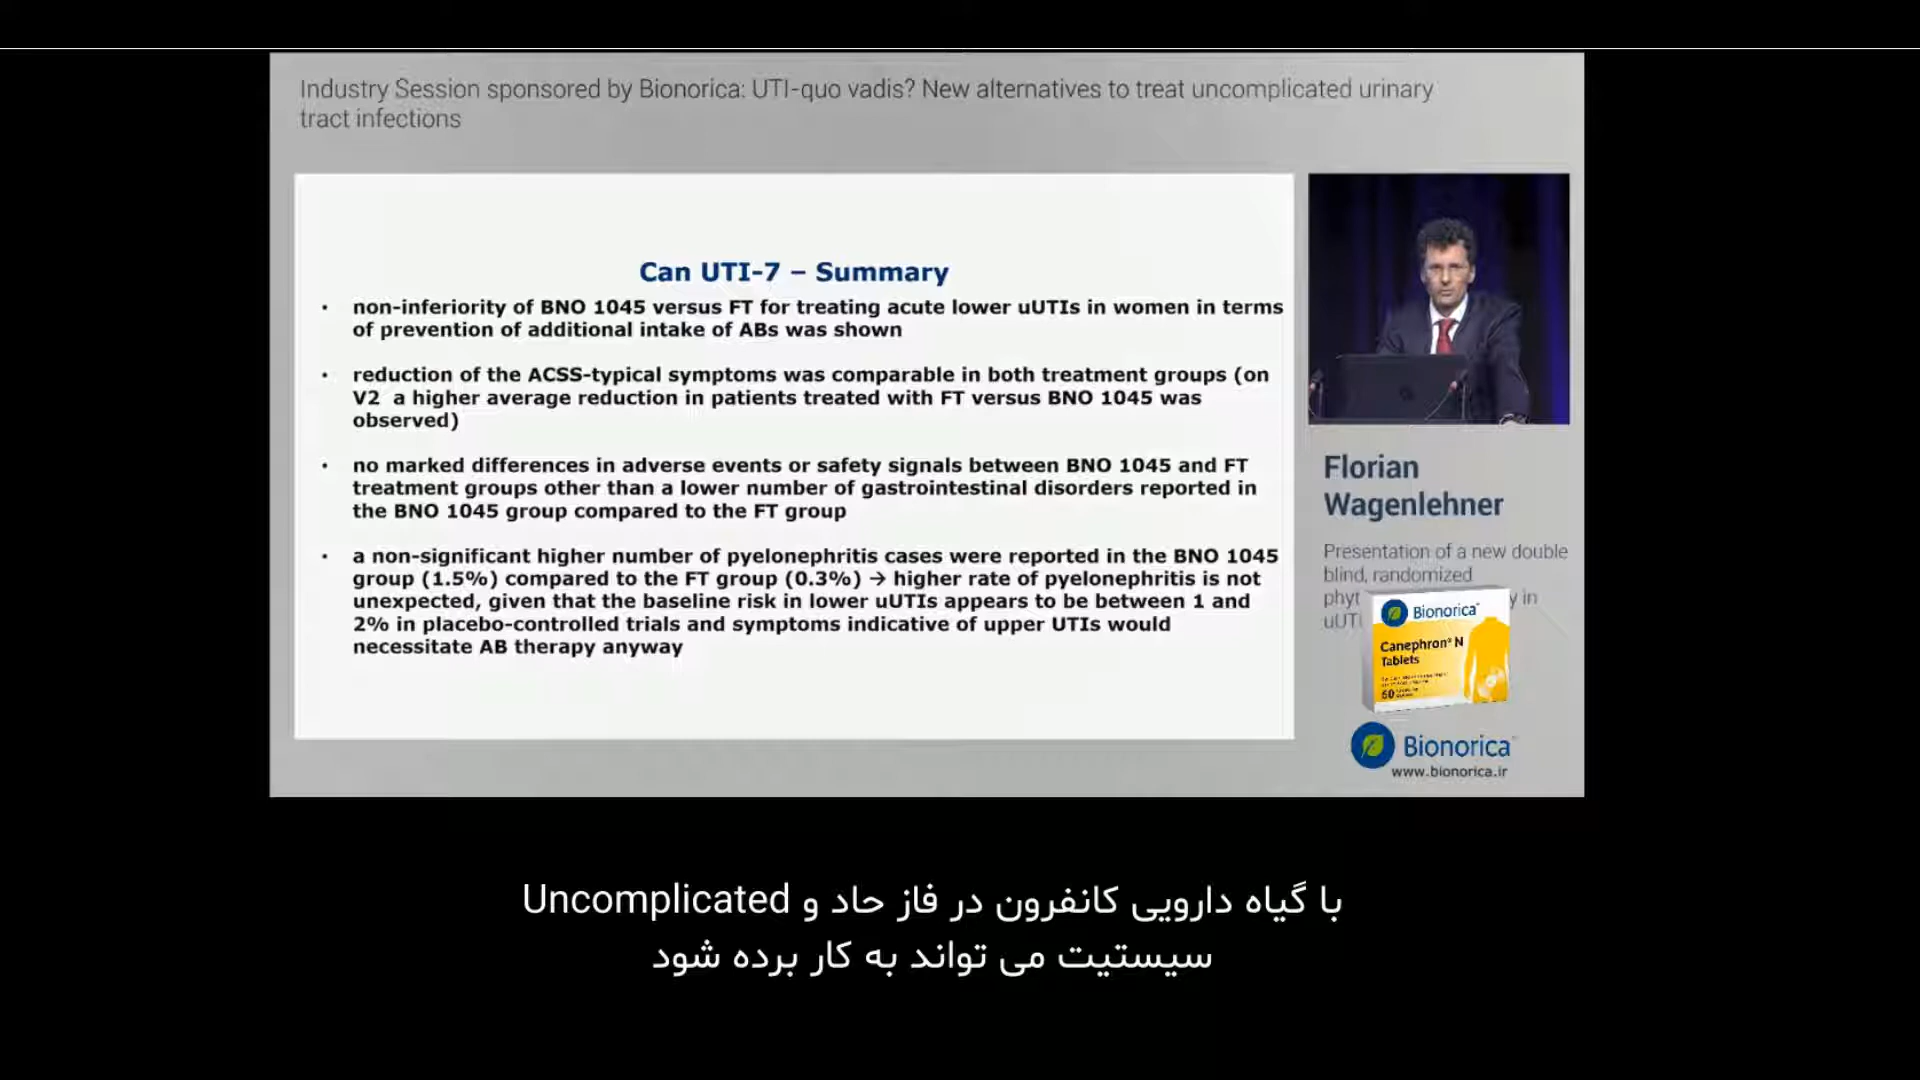 Industry Session sponsored by Bionorica: UTI-quo vadis? New alternatives to treat uncomplicated urinary
tract infections
Can UTI-7 – Summary
• non-inferiority of BNO 1045 versus FT for treating acute lower uUTIs in women in terms
of prevention of additional intake of ABs was shown
• reduction of the ACSS-typical symptoms was comparable in both treatment groups (on
V2 a higher average reduction in patients treated with FT versus BNO 1045 was
observed)
• no marked differences in adverse events or safety signals between BNO 1045 and FT
treatment groups other than a lower number of gastrointestinal disorders reported in
the BNO 1045 group compared to the FT group
• a non-significant higher number of pyelonephritis cases were reported in the BNO 1045
group (1.5%) compared to the FT group (0.3%) → higher rate of pyelonephritis is not
unexpected, given that the baseline risk in lower uUTIs appears to be between 1 and
2% in placebo-controlled trials and symptoms indicative of upper UTIs would
necessitate AB therapy anyway
Florian
Wagenlehner
Presentation of a new double
blind, randomized
phyt y in
uUTI
Bionorica
Canephron® N
Tablets
60
Bionorica
www.bionorica.ir
با گیاه دارویی کانفرون در فاز حاد و Uncomplicated
سیستیت می تواند به کار برده شود